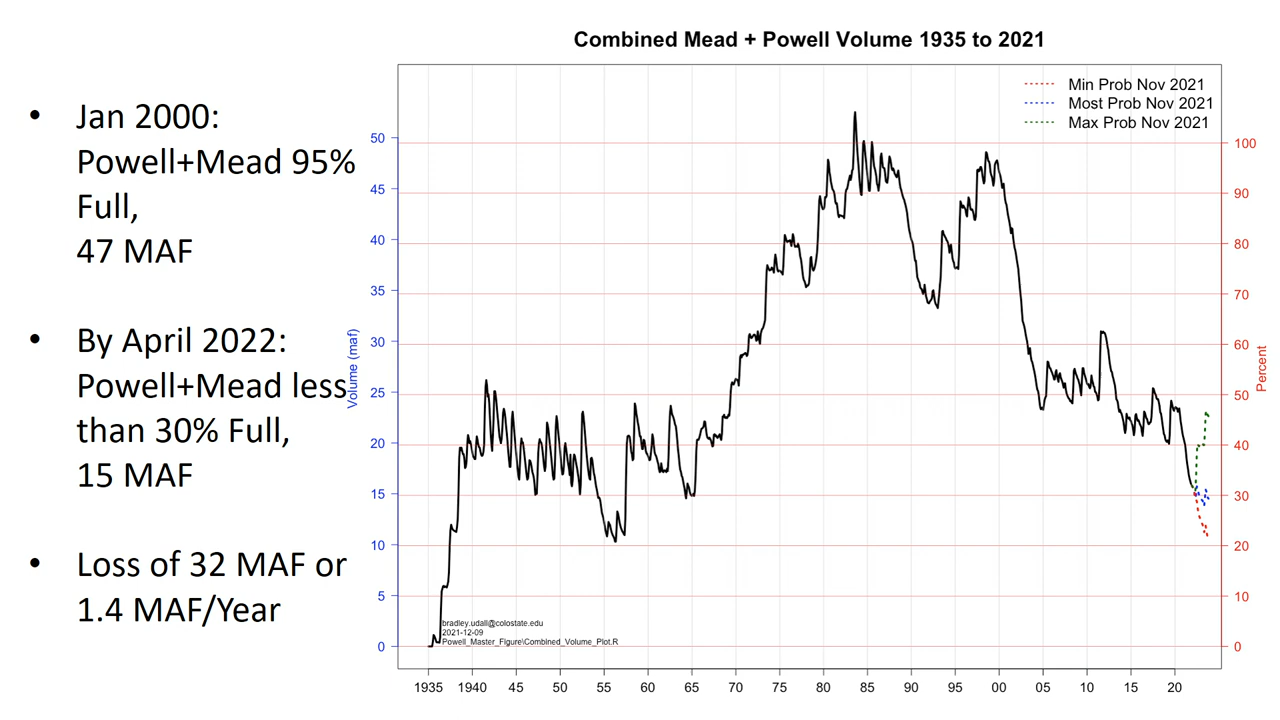 Combined Mead + Powell Volume 1935 to 2021
• Jan 2000:
Powell+Mead 95%
Full,
47 MAF
• By April 2022:
Powell+Mead less
than 30% Full,
15 MAF
• Loss of 32 MAF or
1.4 MAF/Year
Min Prob Nov 2021
Most Prob Nov 2021
Max Prob Nov 2021
Volume (maf)
50
45
40
35
30
25
20
15
10
5
0
100
90
80
70
60
50
40
30
20
10
0
Percent
bradley.udall@colostate.edu
2021-12-09
Powell_Master_Figure\Combined_Volume_Plot.R
1935 1940 45 50 55 60 65 70 75 80 85 90 95 00 05 10 15 20